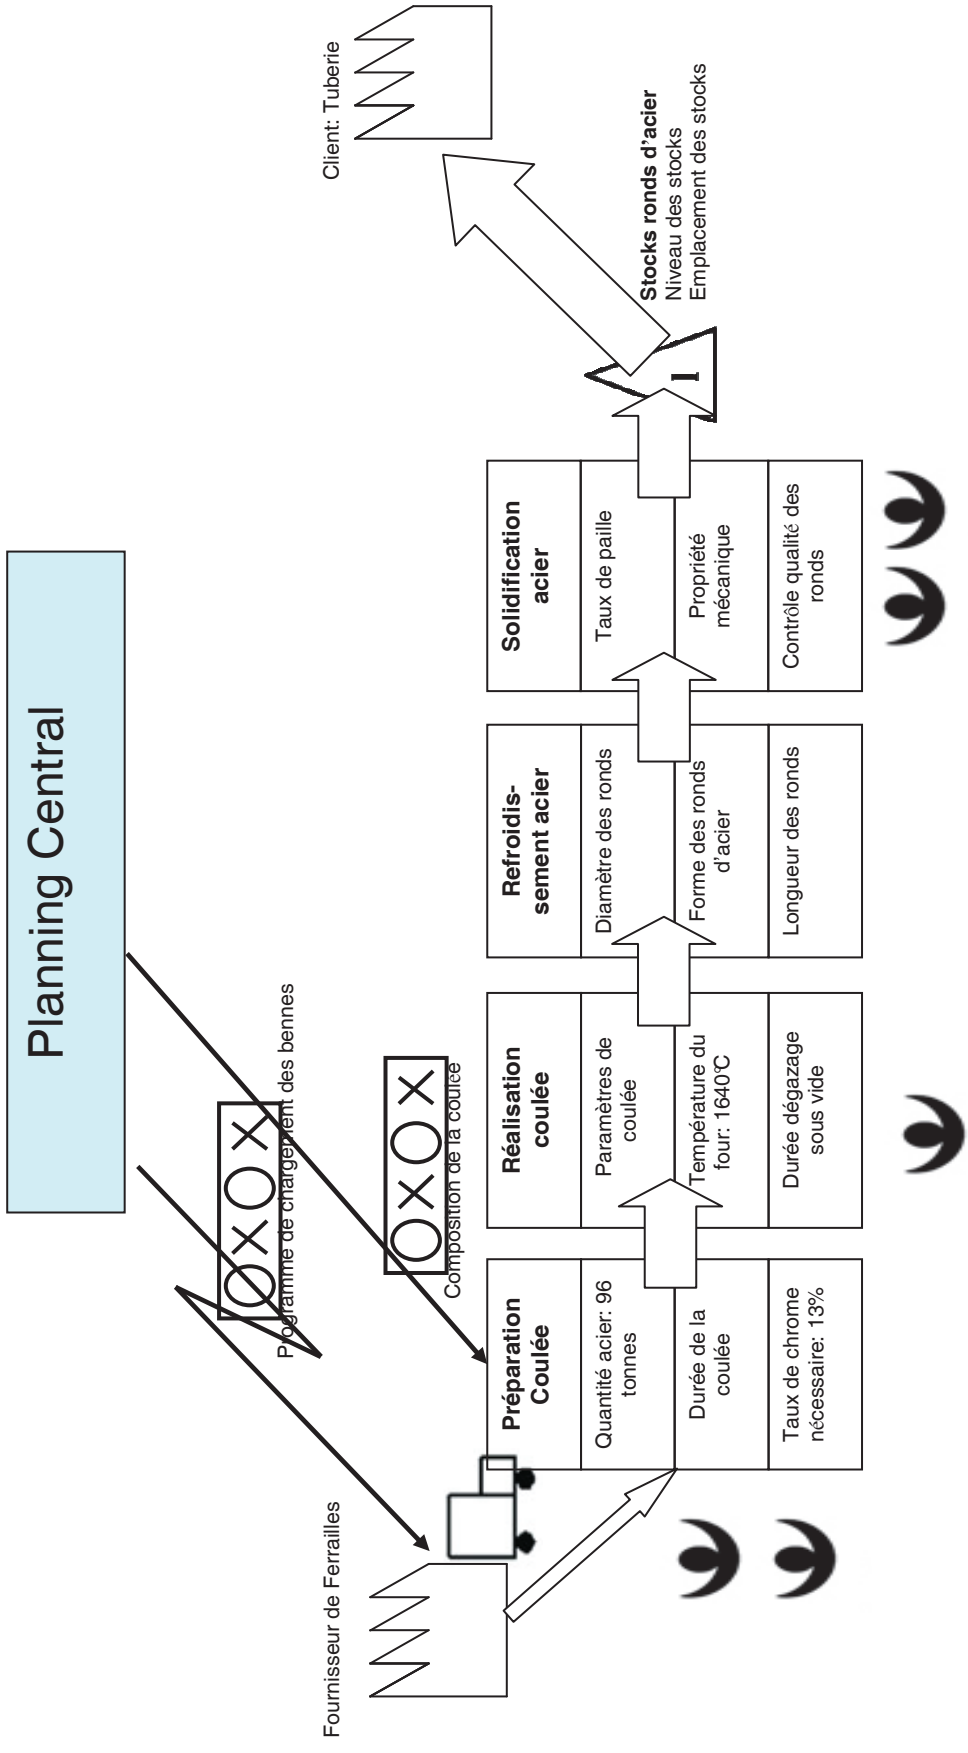 Planning Central
Programme de chargement des bennes
OXOX
Composition de la coulée
OXOX
Fournisseur de Ferrailles
Client: Tuberie
Préparation
Coulée
Quantité acier: 96
tonnes
Durée de la
coulée
Taux de chrome
nécessaire: 13%
Réalisation
coulée
Paramètres de
coulée
Température du
four: 1640°C
Durée dégazage
sous vide
Refroidis-
sement acier
Diamètre des ronds
Forme des ronds
d'acier
Longueur des ronds
Solidification
acier
Taux de paille
Propriété
mécanique
Contrôle qualité des
ronds
I
Stocks ronds d'acier
Niveau des stocks
Emplacement des stocks